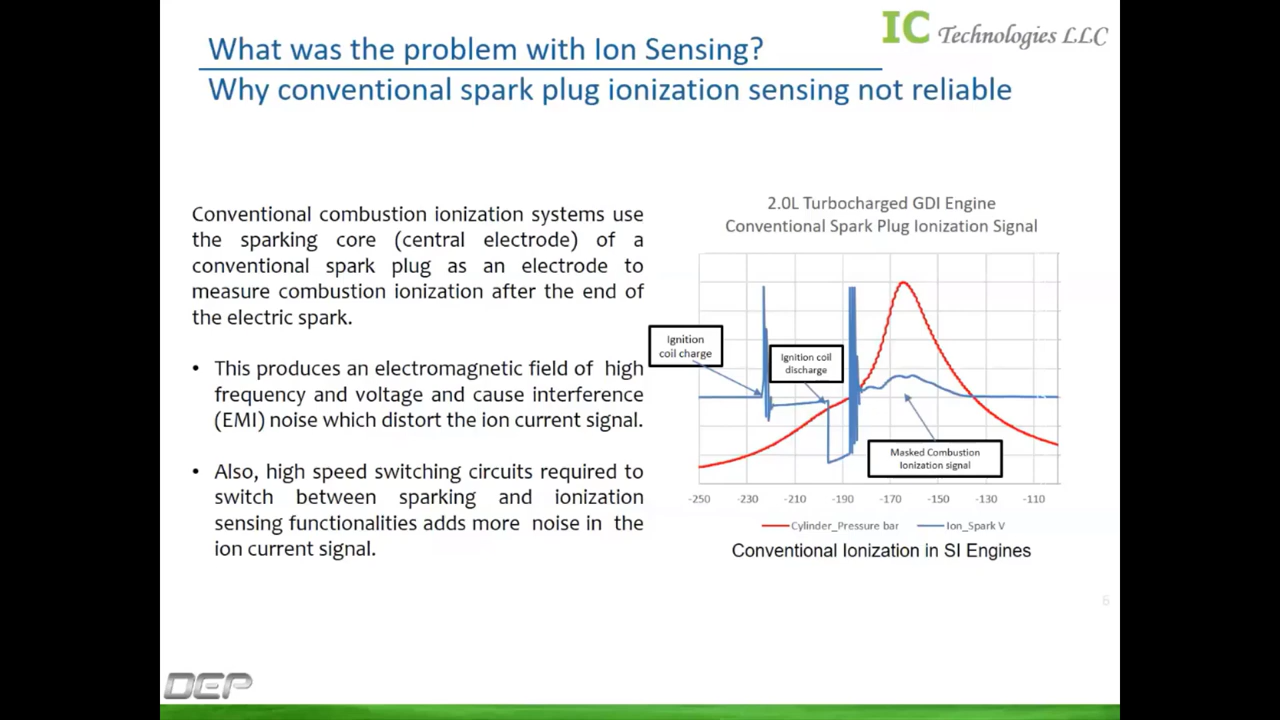 IC Technologies LLC
What was the problem with Ion Sensing?
Why conventional spark plug ionization sensing not reliable
Conventional combustion ionization systems use
the sparking core (central electrode) of a
conventional spark plug as an electrode to
measure combustion ionization after the end of
the electric spark.
• This produces an electromagnetic field of high
frequency and voltage and cause interference
(EMI) noise which distort the ion current signal.
• Also, high speed switching circuits required to
switch between sparking and ionization
sensing functionalities adds more noise in the
ion current signal.
2.0L Turbocharged GDI Engine
Conventional Spark Plug Ionization Signal
Ignition
coil charge
Ignition coil
discharge
Masked Combustion
Ionization signal
-250 -230 -210 -190 -170 -150 -130 -110
Cylinder_Pressure bar Ion_Spark V
Conventional Ionization in SI Engines
6
DEP